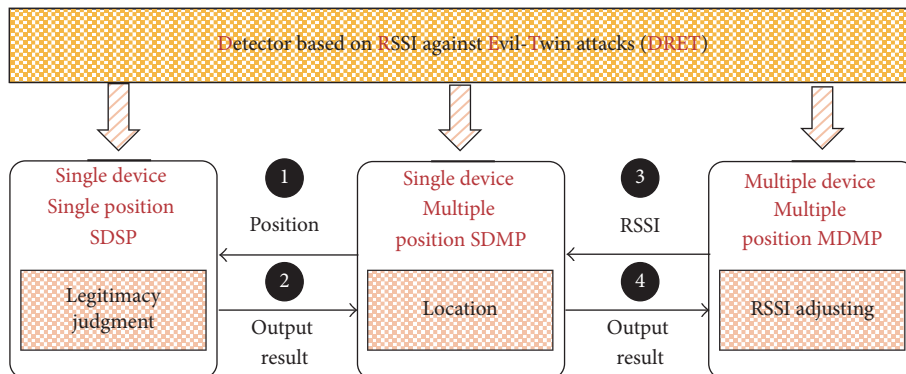 Detector based on RSSI against Evil-Twin attacks (DRET)
Single device
Single position
SDSP
Legitimacy
judgment
1
Position
2
Output
result
Single device
Multiple
position SDMP
Location
3
RSSI
4
Output
result
Multiple device
Multiple
position MDMP
RSSI adjusting